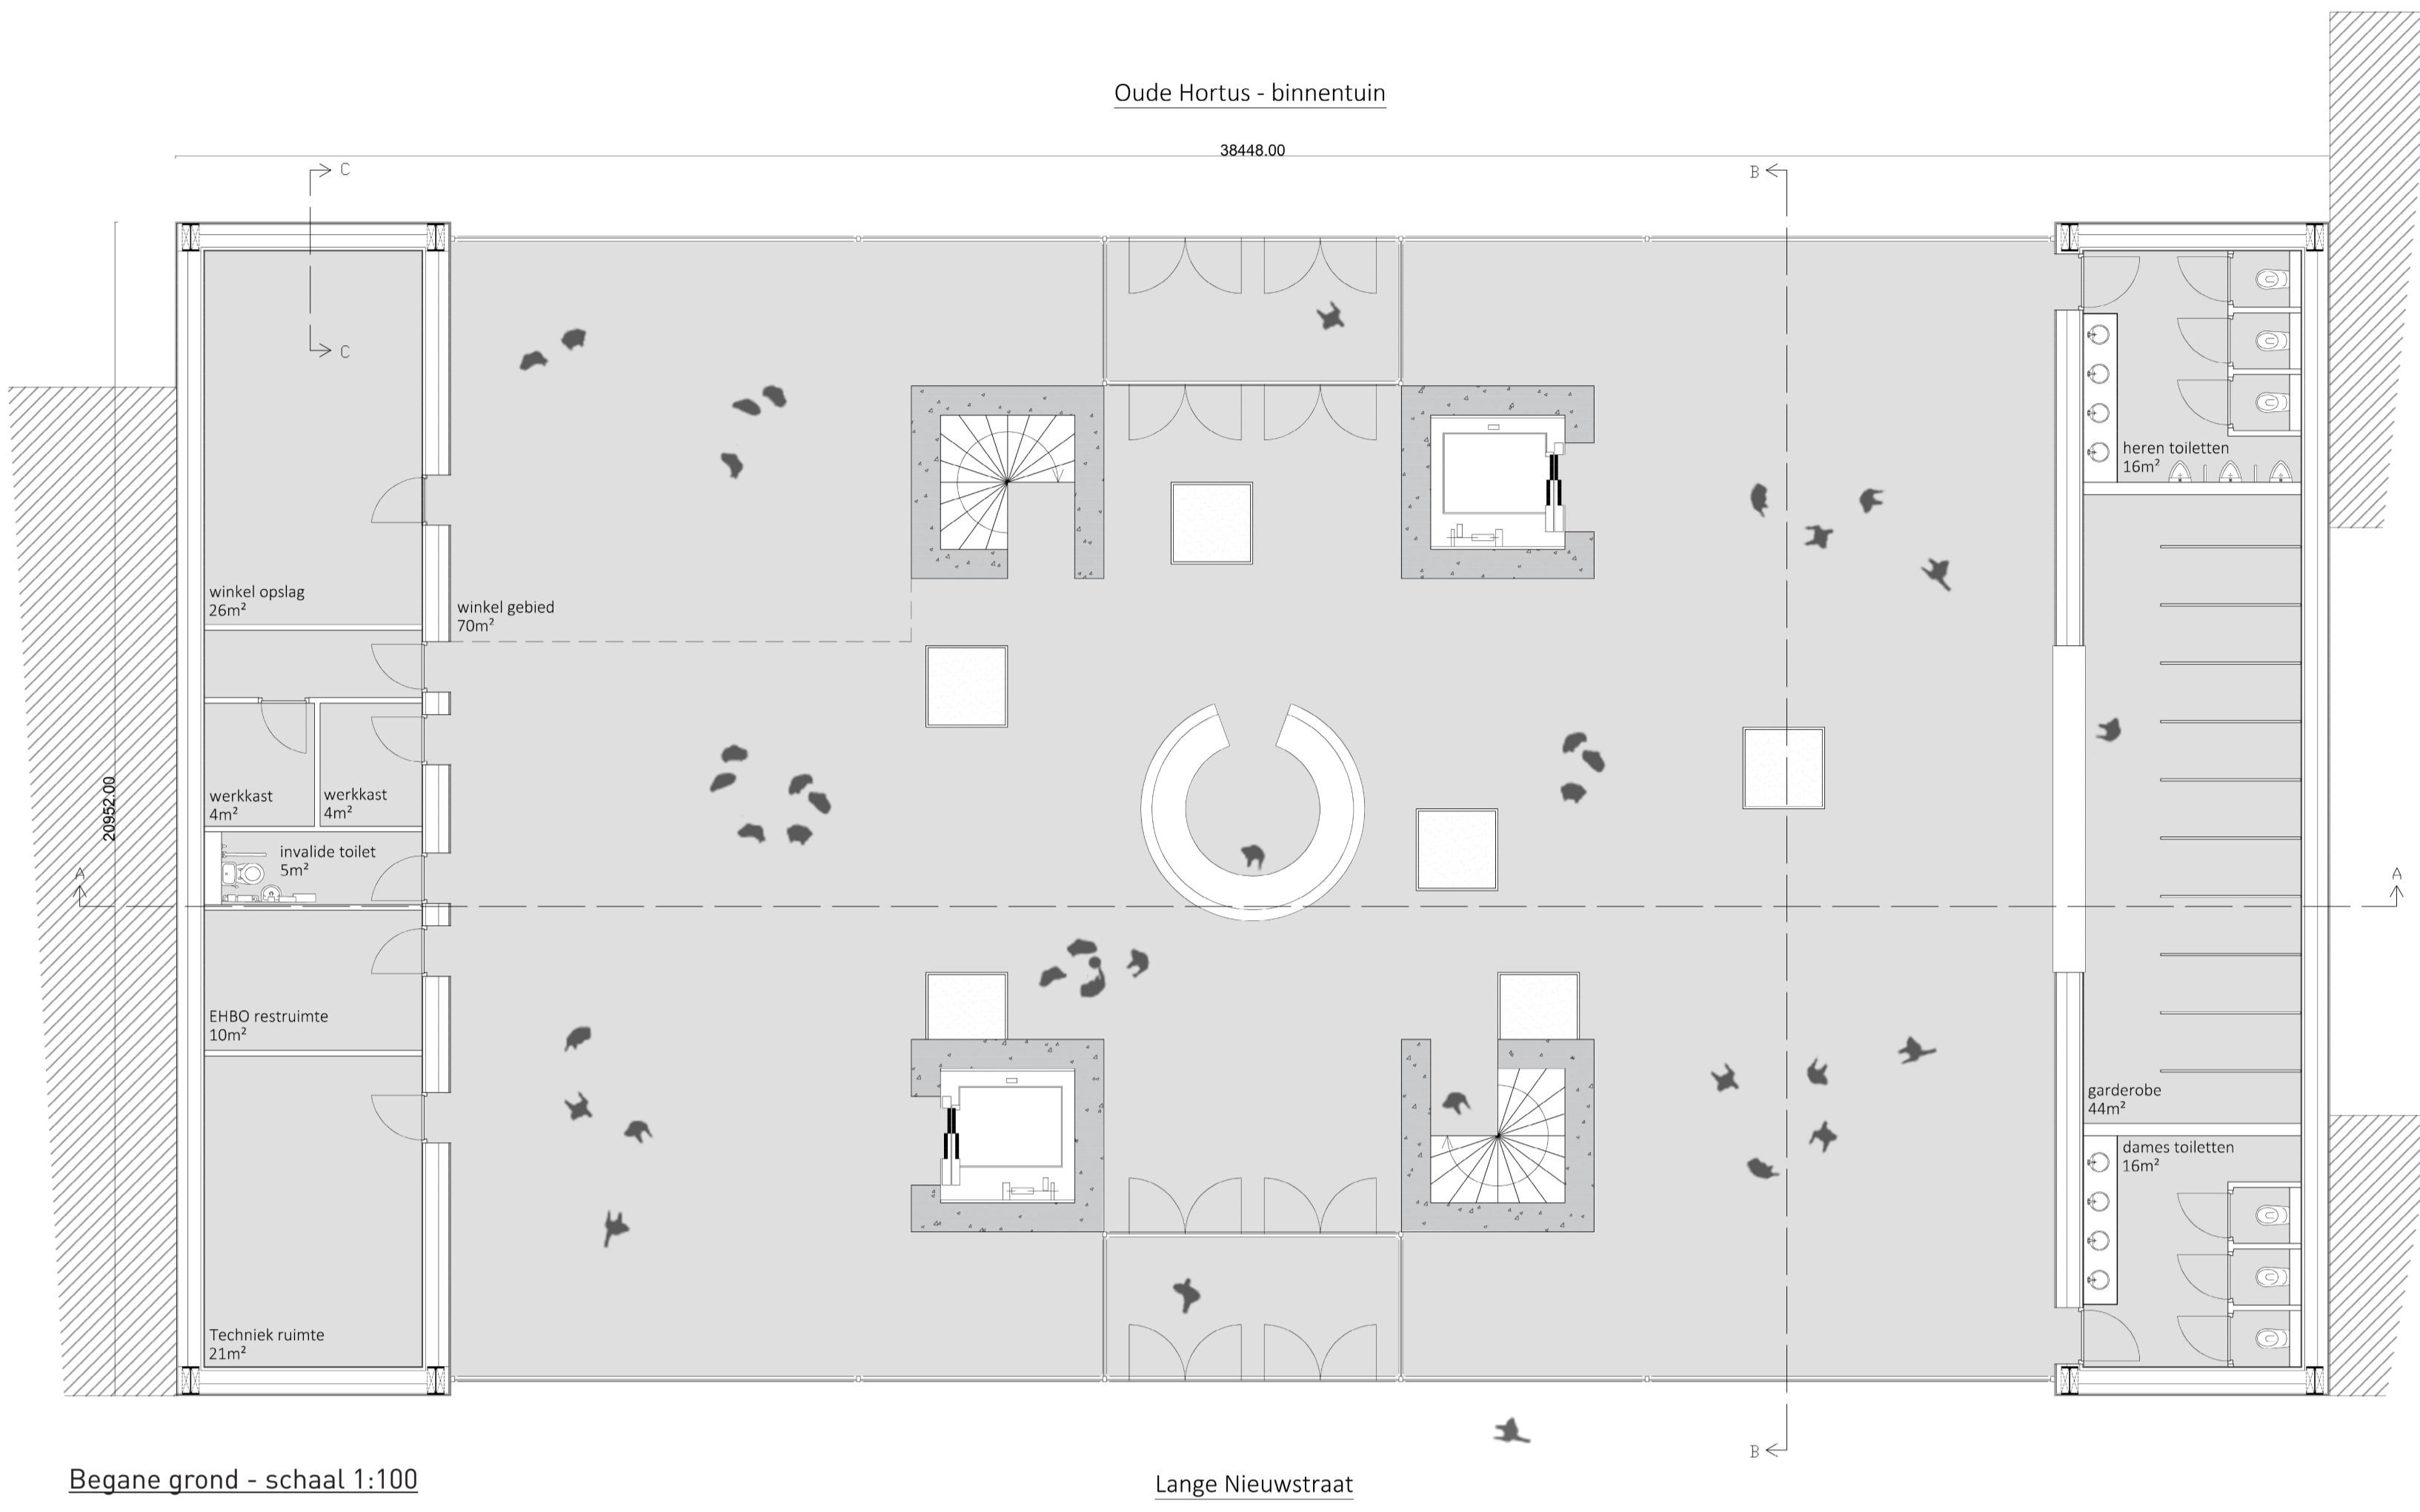 Oude Hortus - binnentuin
38448.00
C
B
C
winkel opslag
26m²
winkel gebied
70m²
heren toiletten
16m²
werkkast
4m²
werkkast
4m²
20952.00
invalide toilet
5m²
A
A
EHBO restruimte
10m²
garderobe
44m²
dames toiletten
16m²
Techniek ruimte
21m²
B
Begane grond - schaal 1:100
Lange Nieuwstraat